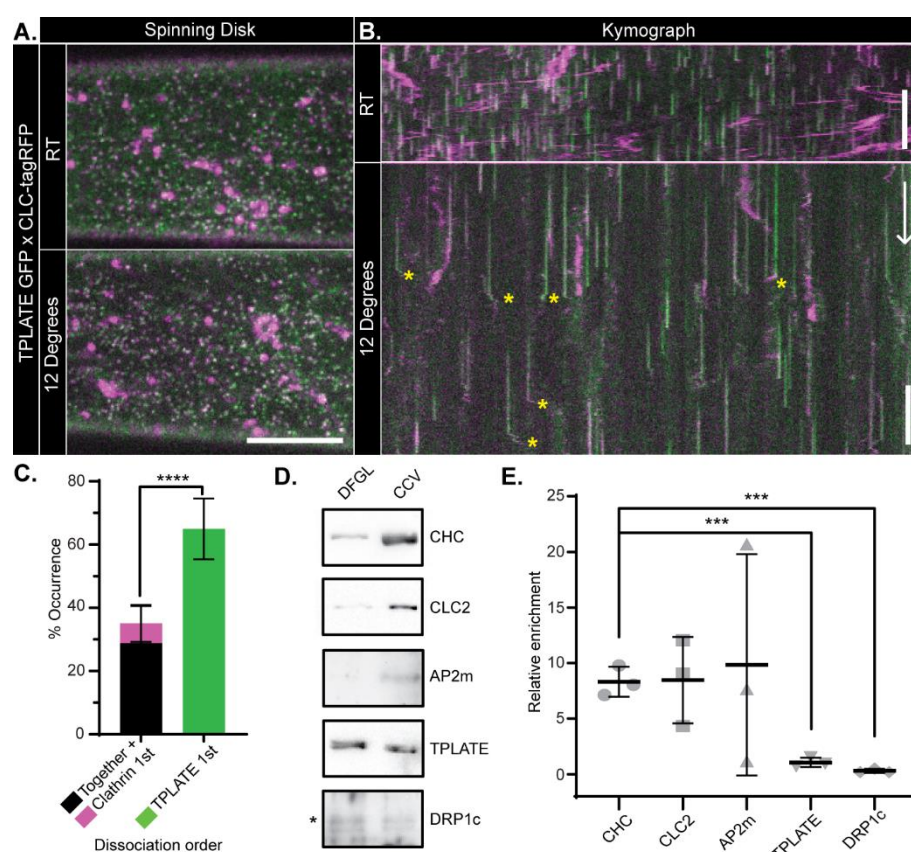 A.
Spinning Disk
B.
Kymograph
TPLATE GFP x CLC-tagRFP
RT
12 Degrees
RT
12 Degrees
*
*
*
*
*
*
C.
****
80
60
40
20
0
% Occurrence
Together +
Clathrin 1st
TPLATE 1st
Dissociation order
D.
DFGL
CCV
CHC
CLC2
AP2m
TPLATE
* DRP1c
E.
***
***
25
20
15
10
5
0
Relative enrichment
CHC
CLC2
AP2m
TPLATE
DRP1c